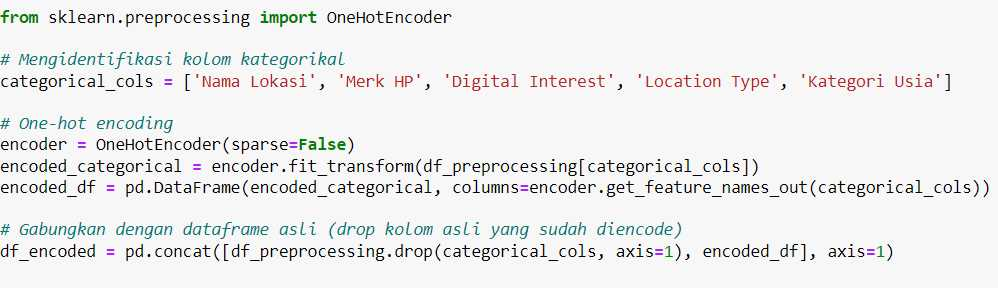 from sklearn.preprocessing import OneHotEncoder
# Mengidentifikasi kolom kategorikal
categorical_cols = ['Nama Lokasi', 'Merk HP', 'Digital Interest', 'Location Type', 'Kategori Usia']
# One-hot encoding
encoder = OneHotEncoder(sparse=False)
encoded_categorical = encoder.fit_transform(df_preprocessing[categorical_cols])
encoded_df = pd.DataFrame(encoded_categorical, columns=encoder.get_feature_names_out(categorical_cols))
# Gabungkan dengan dataframe asli (drop kolom asli yang sudah diencode)
df_encoded = pd.concat([df_preprocessing.drop(categorical_cols, axis=1), encoded_df], axis=1)